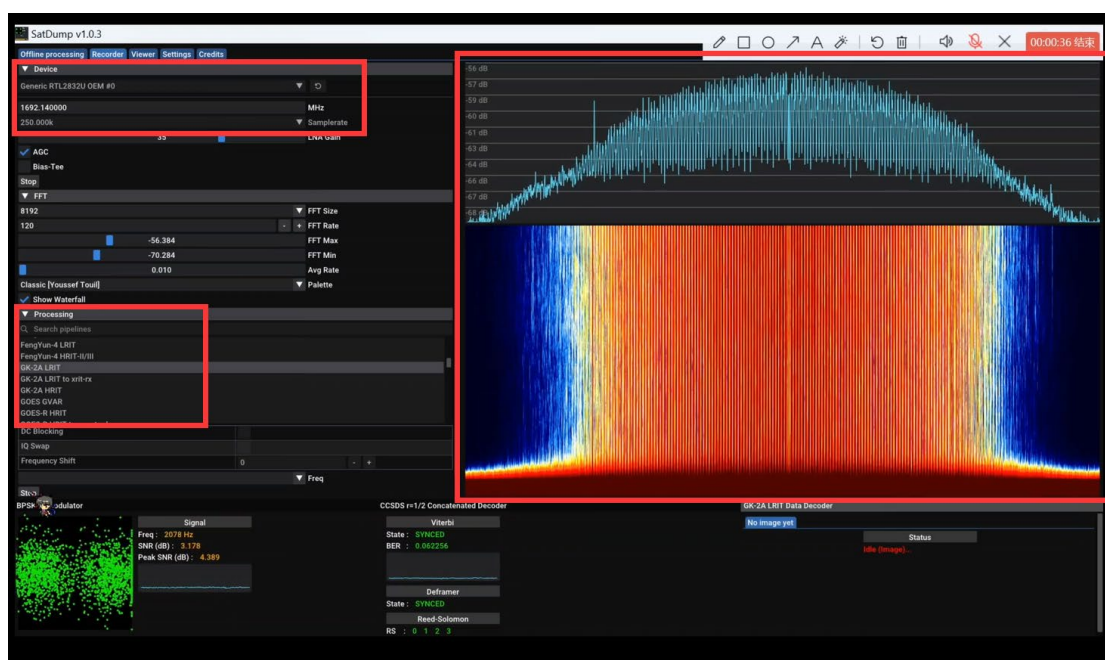 SatDump v1.0.3
Offline processing Recorder Viewer Settings Credits
00:00:36 结束
Device
Generic RTL2832U OEM #0
1692.140000 MHz
250.000k Samplerate
35 LNA Gain
AGC
Bias-Tee
Stop
FFT
8192 FFT Size
120 - + FFT Rate
-56.384 FFT Max
-70.284 FFT Min
0.010 Avg Rate
Classic [Youssef Touil] Palette
Show Waterfall
Processing
Search pipelines
FengYun-4 LRIT
FengYun-4 HRIT-II/III
GK-2A LRIT
GK-2A LRIT to xrit-rx
GK-2A HRIT
GOES GVAR
GOES-R HRIT
DC Blocking
IQ Swap
Frequency Shift 0 - +
Freq
-56 dB
-57 dB
-59 dB
-60 dB
-61 dB
-63 dB
-64 dB
-66 dB
-67 dB
-68 dB
Signal
Freq : 2078 Hz
SNR (dB) : 3.178
Peak SNR (dB) : 4.389
CCSDS r=1/2 Concatenated Decoder
Viterbi
State : SYNCED
BER : 0.062256
Deframer
State : SYNCED
Reed-Solomon
RS : 0 1 2 3
GK-2A LRIT Data Decoder
No image yet
Status
Idle (Image)...